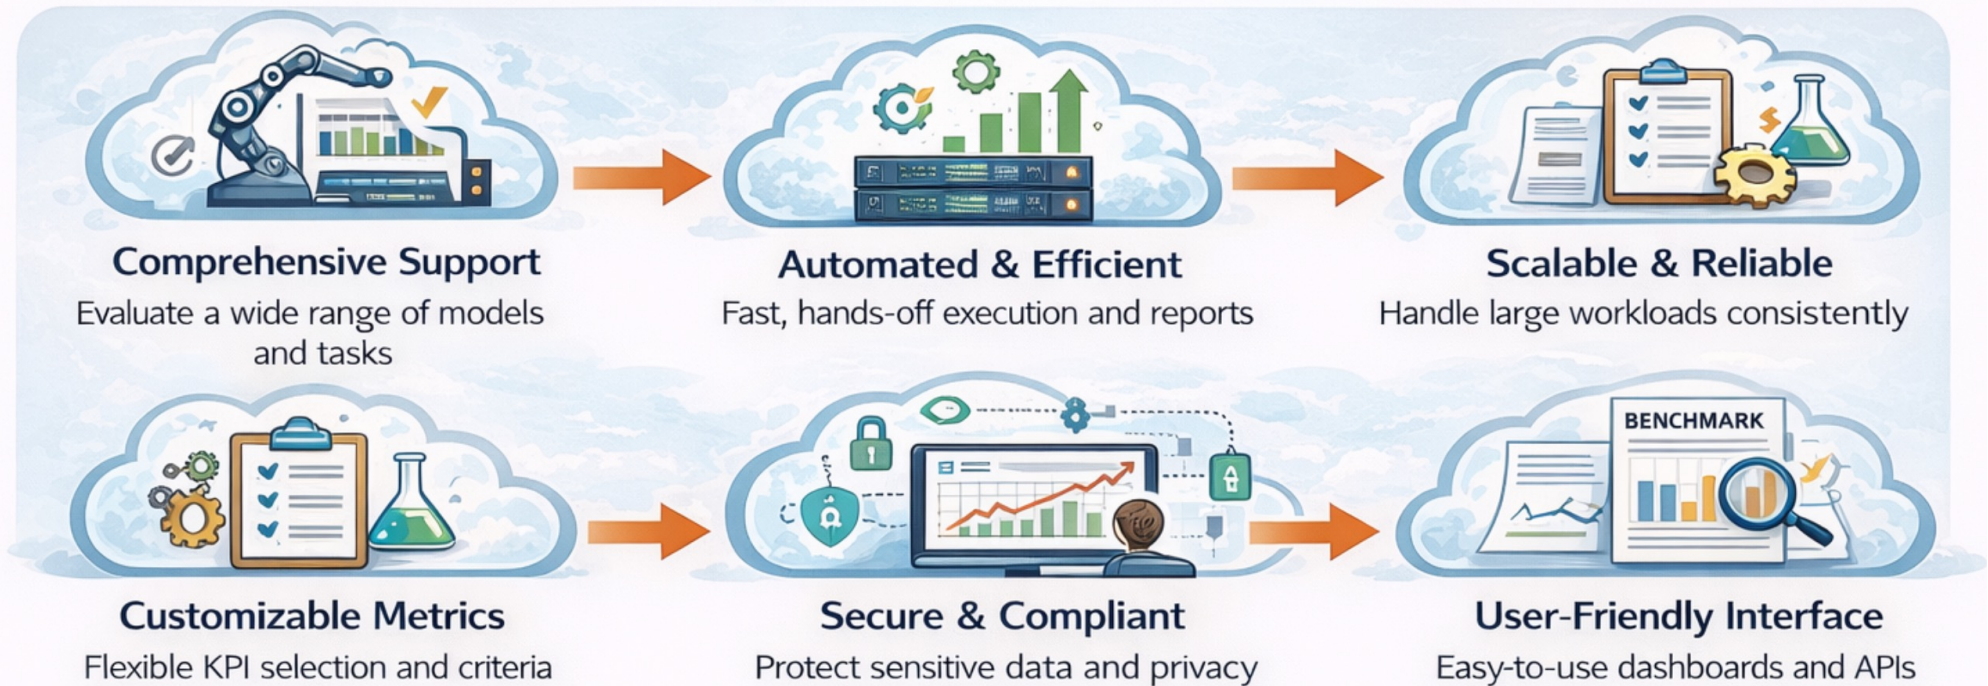 Comprehensive Support
Evaluate a wide range of models
and tasks
Automated & Efficient
Fast, hands-off execution and reports
Scalable & Reliable
Handle large workloads consistently
Customizable Metrics
Flexible KPI selection and criteria
Secure & Compliant
Protect sensitive data and privacy
BENCHMARK
User-Friendly Interface
Easy-to-use dashboards and APIs